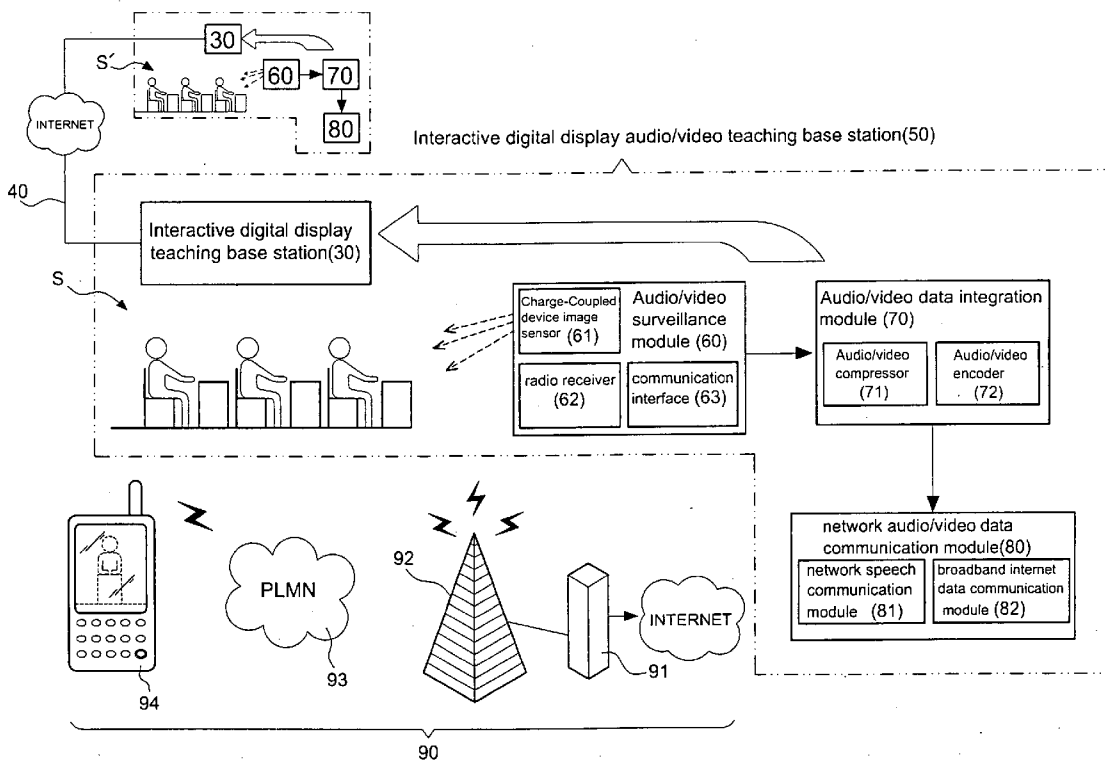 30
S′
60
70
80
INTERNET
Interactive digital display audio/video teaching base station(50)
40
Interactive digital display
teaching base station(30)
S
Charge-Coupled
device image
sensor (61)
Audio/video
surveillance
module (60)
radio receiver
(62)
communication
interface (63)
Audio/video data integration
module (70)
Audio/video
compressor
(71)
Audio/video
encoder
(72)
network audio/video data
communication module(80)
network speech
communication
module (81)
broadband internet
data communication
module (82)
PLMN
92
INTERNET
94
93
91
90